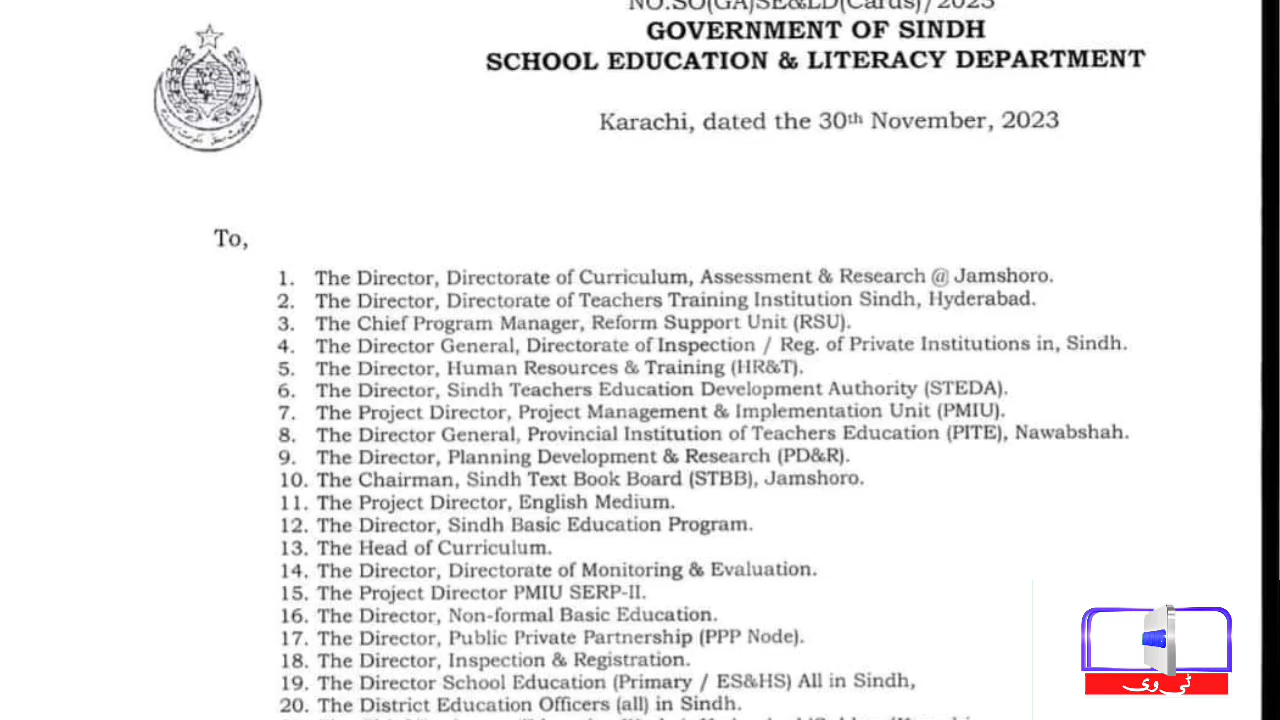 NO.SO(GA)SE&LD(Cards)/2023
GOVERNMENT OF SINDH
SCHOOL EDUCATION & LITERACY DEPARTMENT
Karachi, dated the 30th November, 2023
To,
1. The Director, Directorate of Curriculum, Assessment & Research @ Jamshoro.
2. The Director, Directorate of Teachers Training Institution Sindh, Hyderabad.
3. The Chief Program Manager, Reform Support Unit (RSU).
4. The Director General, Directorate of Inspection / Reg. of Private Institutions in, Sindh.
5. The Director, Human Resources & Training (HR&T).
6. The Director, Sindh Teachers Education Development Authority (STEDA).
7. The Project Director, Project Management & Implementation Unit (PMIU).
8. The Director General, Provincial Institution of Teachers Education (PITE), Nawabshah.
9. The Director, Planning Development & Research (PD&R).
10. The Chairman, Sindh Text Book Board (STBB), Jamshoro.
11. The Project Director, English Medium.
12. The Director, Sindh Basic Education Program.
13. The Head of Curriculum.
14. The Director, Directorate of Monitoring & Evaluation.
15. The Project Director PMIU SERP-II.
16. The Director, Non-formal Basic Education.
17. The Director, Public Private Partnership (PPP Node).
18. The Director, Inspection & Registration.
19. The Director School Education (Primary / ES&HS) All in Sindh,
20. The District Education Officers (all) in Sindh.
ٹی وی